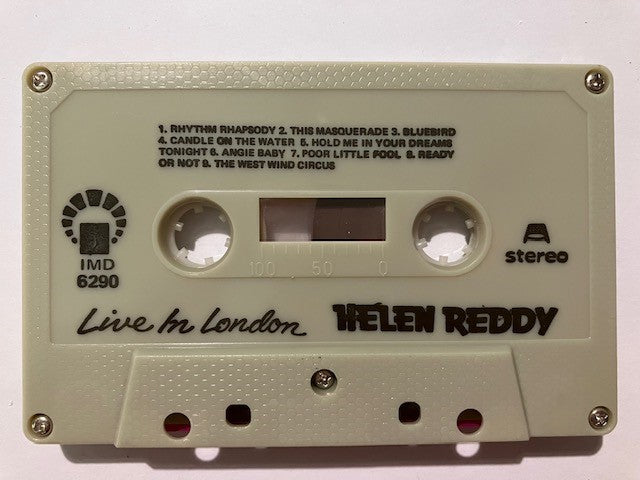 1. RHYTHM RHAPSODY 2. THIS MASQUERADE 3. BLUEBIRD
4. CANDLE ON THE WATER 5. HOLD ME IN YOUR DREAMS
TONIGHT 6. ANGIE BABY 7. POOR LITTLE FOOL 8. READY
OR NOT 9. THE WEST WIND CIRCUS
IMD
6290
100 50 0
A
stereo
Live In London
HELEN REDDY